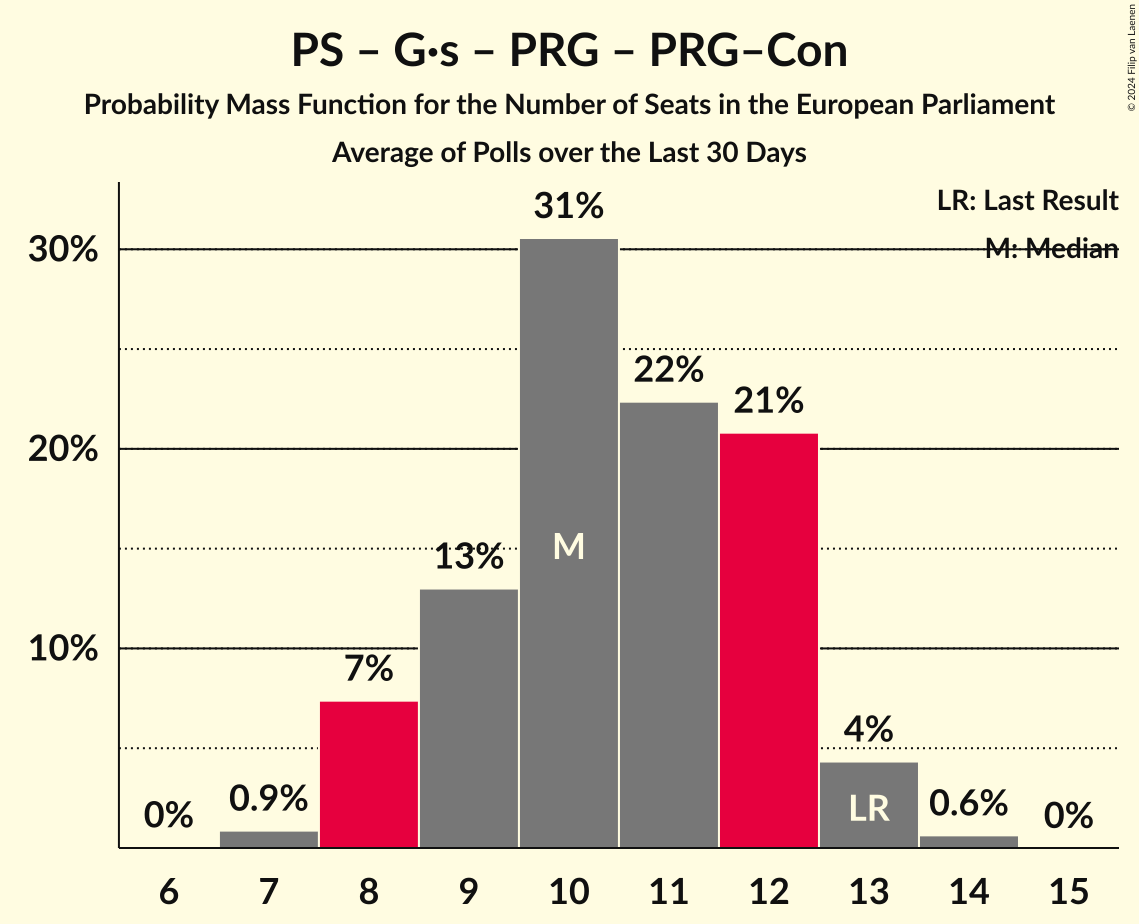 PS – G·s – PRG – PRG–Con
Probability Mass Function for the Number of Seats in the European Parliament
Average of Polls over the Last 30 Days
© 2024 Filip van Laenen
LR: Last Result
M: Median
30%
20%
10%
0%
0.9%
7%
13%
31%
22%
21%
4%
0.6%
0%
M
LR
6 7 8 9 10 11 12 13 14 15